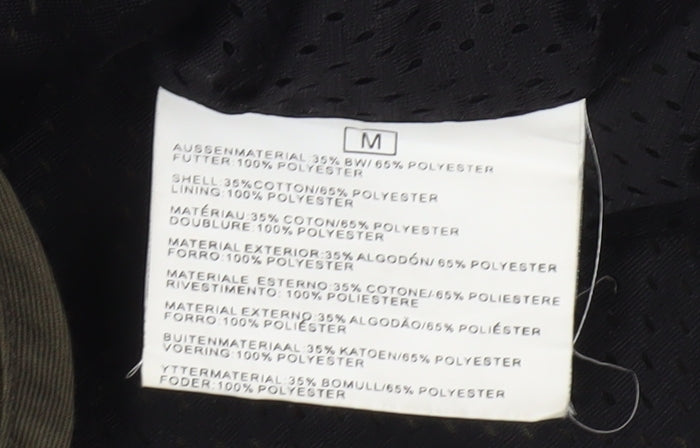 M
AUSSENMATERIAL:35% BW/ 65% POLYESTER
FUTTER:100% POLYESTER
SHELL:35%COTTON/65% POLYESTER
LINING:100% POLYESTER
MATÉRIAU:35% COTON/65% POLYESTER
DOUBLURE:100% POLYESTER
MATERIAL EXTERIOR:35% ALGODÓN/ 65% POLYESTER
FORRO:100% POLYESTER
MATERIALE ESTERNO:35% COTONE/ 65% POLIESTERE
RIVESTIMENTO: 100% POLIESTERE
MATERIAL EXTERNO:35% ALGODÃO/65% POLIÉSTER
FORRO:100% POLIÉSTER
BUITENMATERIAAL:35% KATOEN/65% POLYESTER
VOERING:100% POLYESTER
YTTERMATERIAL:35% BOMULL/65% POLYESTER
FODER:100% POLYESTER